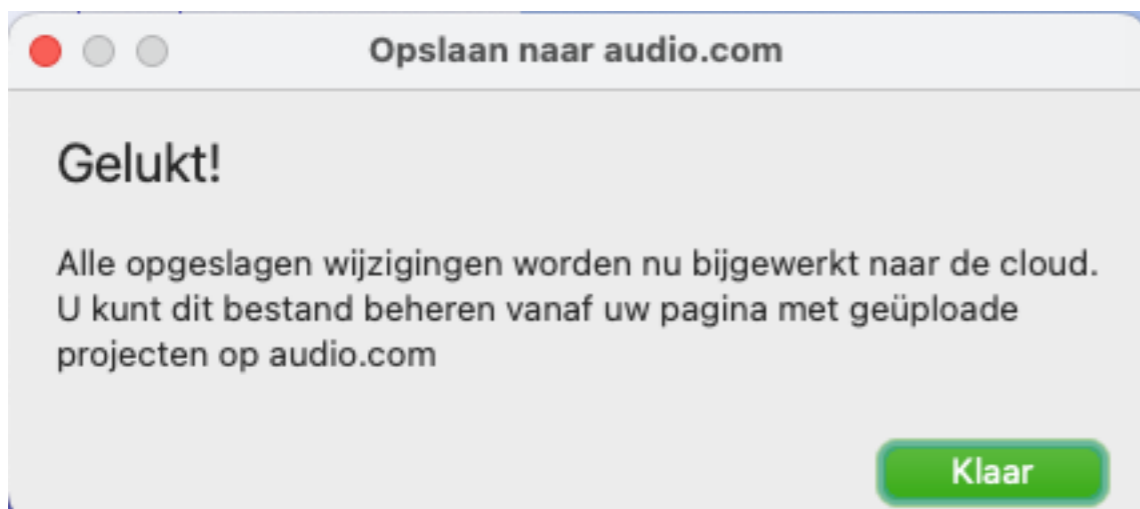 Opslaan naar audio.com
Gelukt!
Alle opgeslagen wijzigingen worden nu bijgewerkt naar de cloud.
U kunt dit bestand beheren vanaf uw pagina met geüploade
projecten op audio.com
Klaar